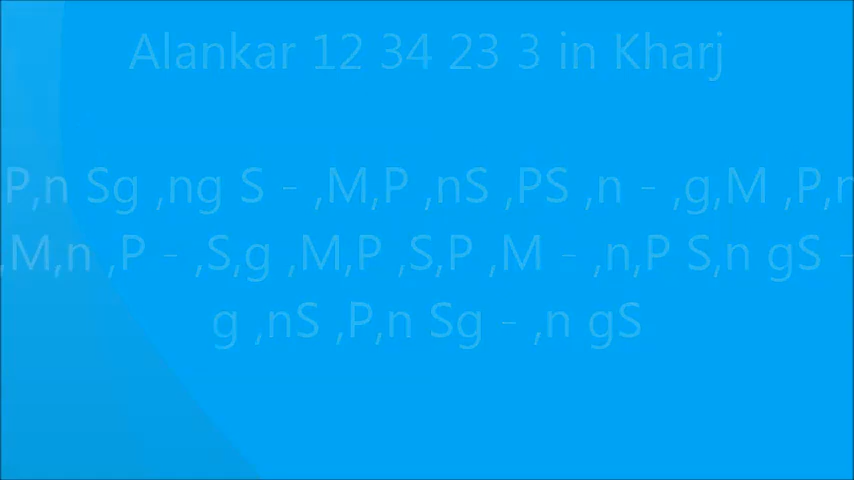 Alankar 12 34 23 3 in Kharj
P,n Sg ,ng S - ,M,P ,nS ,PS ,n - ,g,M ,P,n
,M,n ,P - ,S,g ,M,P ,S,P ,M - ,n,P S,n gS -
g ,nS ,P,n Sg - ,n gS